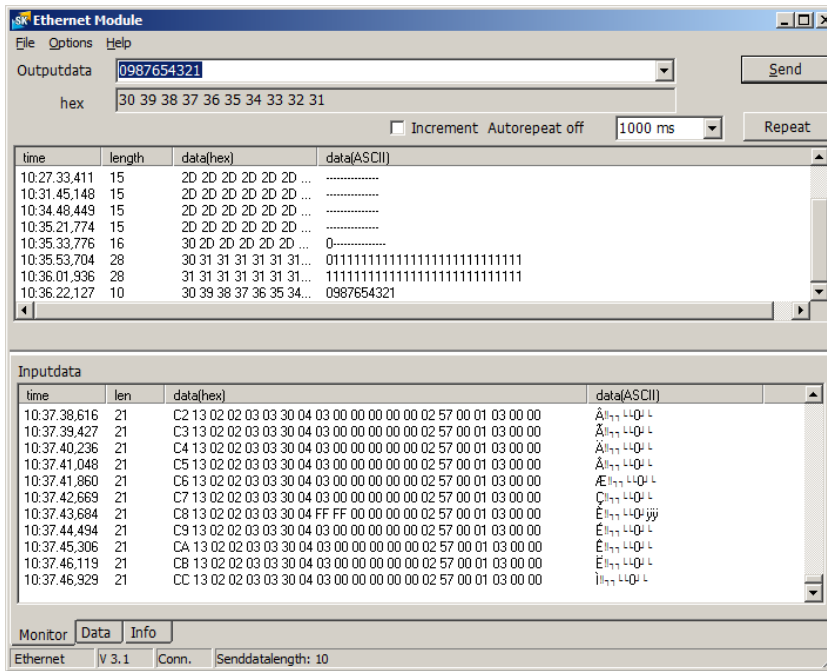 SK Ethernet Module
File Options Help
Outputdata 0987654321 Send
hex 30 39 38 37 36 35 34 33 32 31
Increment Autorepeat off 1000 ms Repeat
time length data(hex) data(ASCII)
10:27.33,411 15 2D 2D 2D 2D 2D 2D ... ---------------
10:31.45,148 15 2D 2D 2D 2D 2D 2D ... ---------------
10:34.48,449 15 2D 2D 2D 2D 2D 2D ... ---------------
10:35.21,774 15 2D 2D 2D 2D 2D 2D ... ---------------
10:35.33,776 16 30 2D 2D 2D 2D 2D ... 0---------------
10:35.53,704 28 30 31 31 31 31 31 31... 0111111111111111111111111111
10:36.01,936 28 31 31 31 31 31 31 31... 1111111111111111111111111111
10:36.22,127 10 30 39 38 37 36 35 34... 0987654321
Inputdata
time len data(hex) data(ASCII)
10:37.38,616 21 C2 13 02 02 03 03 30 04 03 00 00 00 00 00 02 57 00 01 03 00 00 Â‼┐┐└└0┘└
10:37.39,427 21 C3 13 02 02 03 03 30 04 03 00 00 00 00 00 02 57 00 01 03 00 00 Ã‼┐┐└└0┘└
10:37.40,236 21 C4 13 02 02 03 03 30 04 03 00 00 00 00 00 02 57 00 01 03 00 00 Ä‼┐┐└└0┘└
10:37.41,048 21 C5 13 02 02 03 03 30 04 03 00 00 00 00 00 02 57 00 01 03 00 00 Å‼┐┐└└0┘└
10:37.41,860 21 C6 13 02 02 03 03 30 04 03 00 00 00 00 00 02 57 00 01 03 00 00 Æ‼┐┐└└0┘└
10:37.42,669 21 C7 13 02 02 03 03 30 04 03 00 00 00 00 00 02 57 00 01 03 00 00 Ç‼┐┐└└0┘└
10:37.43,684 21 C8 13 02 02 03 03 30 04 FF FF 00 00 00 00 02 57 00 01 03 00 00 È‼┐┐└└0┘ÿÿ
10:37.44,494 21 C9 13 02 02 03 03 30 04 03 00 00 00 00 00 02 57 00 01 03 00 00 É‼┐┐└└0┘└
10:37.45,306 21 CA 13 02 02 03 03 30 04 03 00 00 00 00 00 02 57 00 01 03 00 00 Ê‼┐┐└└0┘└
10:37.46,119 21 CB 13 02 02 03 03 30 04 03 00 00 00 00 00 02 57 00 01 03 00 00 Ë‼┐┐└└0┘└
10:37.46,929 21 CC 13 02 02 03 03 30 04 03 00 00 00 00 00 02 57 00 01 03 00 00 Ì‼┐┐└└0┘└
Monitor Data Info
Ethernet V 3.1 Conn. Senddatalength: 10